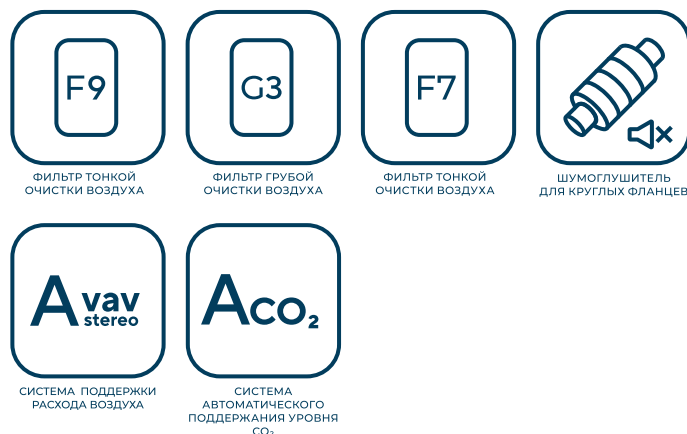 F9
ФИЛЬТР ТОНКОЙ
ОЧИСТКИ ВОЗДУХА
G3
ФИЛЬТР ГРУБОЙ
ОЧИСТКИ ВОЗДУХА
F7
ФИЛЬТР ТОНКОЙ
ОЧИСТКИ ВОЗДУХА
ШУМОГЛУШИТЕЛЬ
ДЛЯ КРУГЛЫХ ФЛАНЦЕВ
A vav
stereo
СИСТЕМА ПОДДЕРЖКИ
РАСХОДА ВОЗДУХА
Aco₂
СИСТЕМА
АВТОМАТИЧЕСКОГО
ПОДДЕРЖАНИЯ УРОВНЯ
CO₂